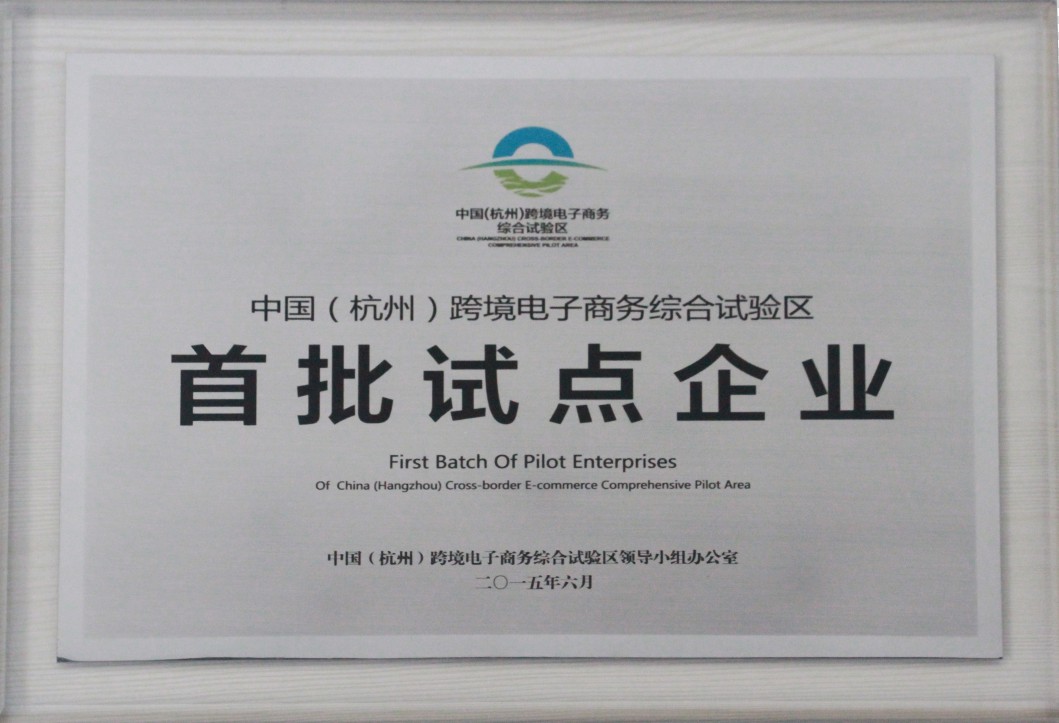 中国(杭州)跨境电子商务
综合试验区
CHINA (HANGZHOU) CROSS-BORDER E-COMMERCE
COMPREHENSIVE PILOT AREA
中国（杭州）跨境电子商务综合试验区
首批试点企业
First Batch Of Pilot Enterprises
Of China (Hangzhou) Cross-border E-commerce Comprehensive Pilot Area
中国（杭州）跨境电子商务综合试验区领导小组办公室
二〇一五年六月